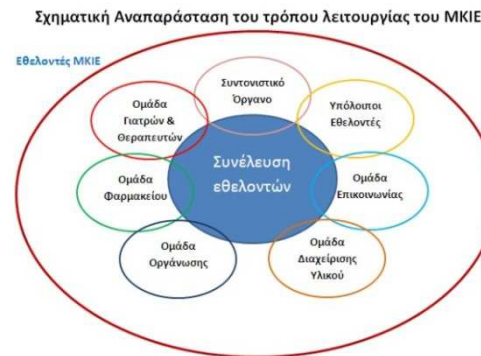 Σχηματική Αναπαράσταση του τρόπου λειτουργίας του ΜΚΙΕ
Εθελοντές ΜΚΙΕ
Συντονιστικό
Όργανο
Ομάδα
Γιατρών &
Θεραπευτών
Υπόλοιποι
Εθελοντές
Συνέλευση
εθελοντών
Ομάδα
Φαρμακείου
Ομάδα
Επικοινωνίας
Ομάδα
Οργάνωσης
Ομάδα
Διαχείρισης
Υλικού